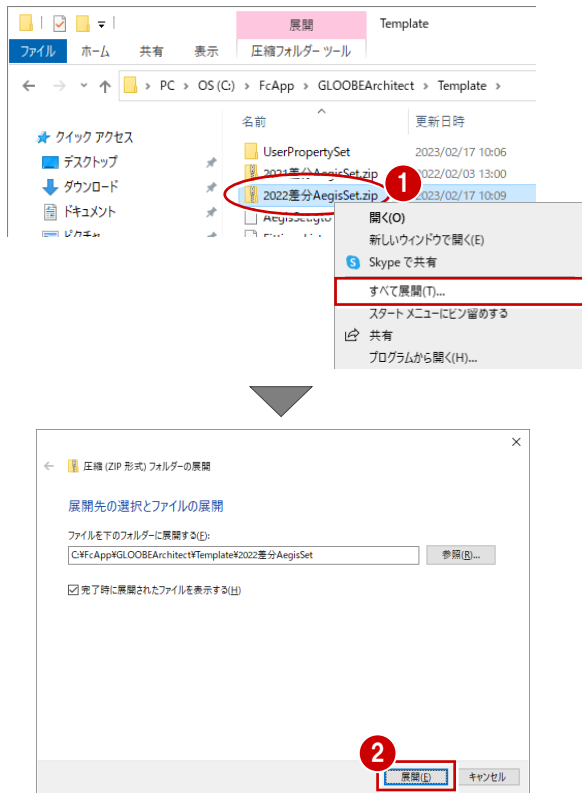 展開
Template
ファイル
ホーム
共有
表示
圧縮フォルダー ツール
PC › OS (C:) › FcApp › GLOOBEArchitect › Template ›
名前
更新日時
クイック アクセス
デスクトップ
ダウンロード
ドキュメント
ピクチャ
UserPropertySet
2023/02/17 10:06
2021差分AegisSet.zip
2022/02/03 13:00
1
2022差分AegisSet.zip
2023/02/17 10:09
開く(O)
新しいウィンドウで開く(E)
Skype で共有
すべて展開(T)...
スタート メニューにピン留めする
共有
プログラムから開く(H)...
圧縮 (ZIP 形式) フォルダーの展開
展開先の選択とファイルの展開
ファイルを下のフォルダーに展開する(F):
C:¥FcApp¥GLOOBEArchitect¥Template¥2022差分AegisSet
参照(R)...
完了時に展開されたファイルを表示する(H)
2
展開(E)
キャンセル